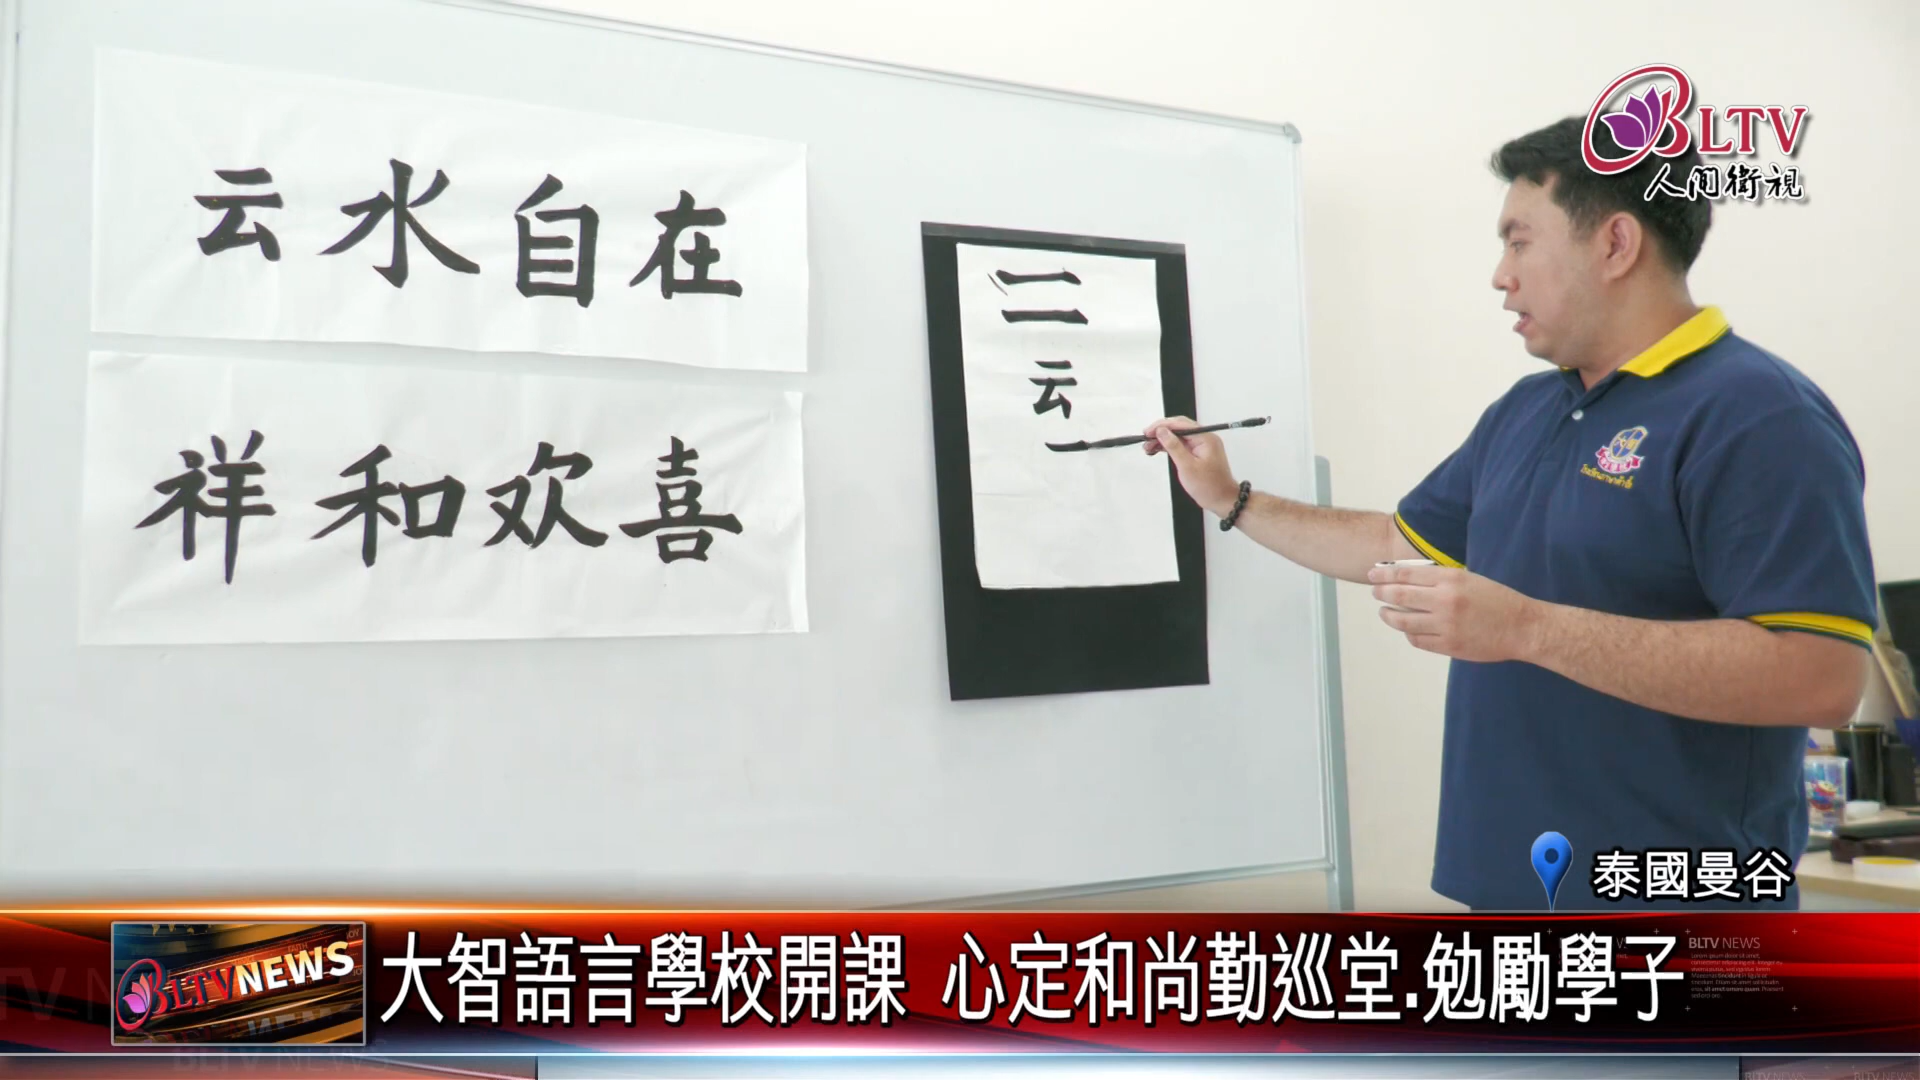 BLTV
人間衛視
云水自在
祥和欢喜
二
云
泰國曼谷
BLTV NEWS
大智語言學校開課 心定和尚勤巡堂.勉勵學子
BLTV NEWS